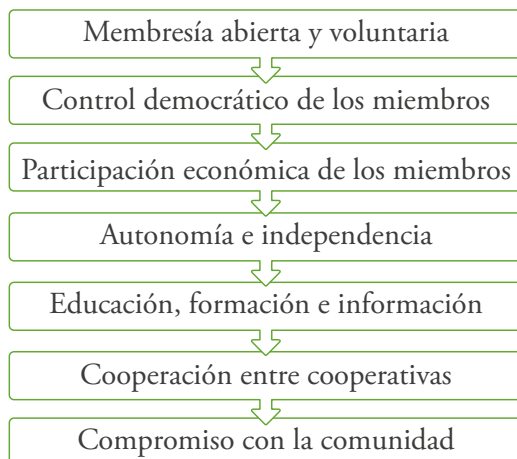 Membresía abierta y voluntaria
Control democrático de los miembros
Participación económica de los miembros
Autonomía e independencia
Educación, formación e información
Cooperación entre cooperativas
Compromiso con la comunidad